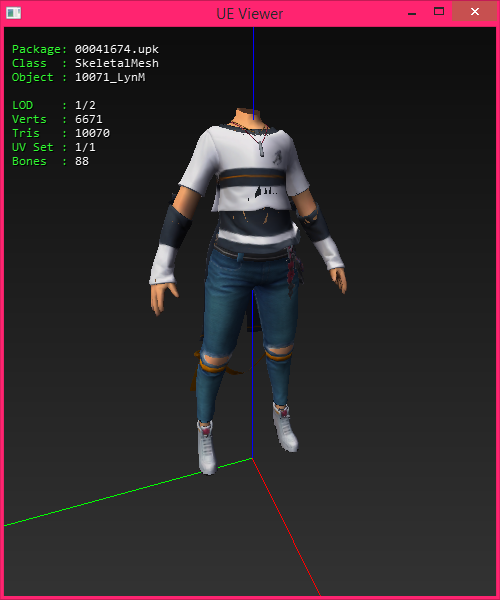 UE Viewer
Package: 00041674.upk
Class : SkeletalMesh
Object : 10071_LynM
LOD : 1/2
Verts : 6671
Tris : 10070
UV Set : 1/1
Bones : 88